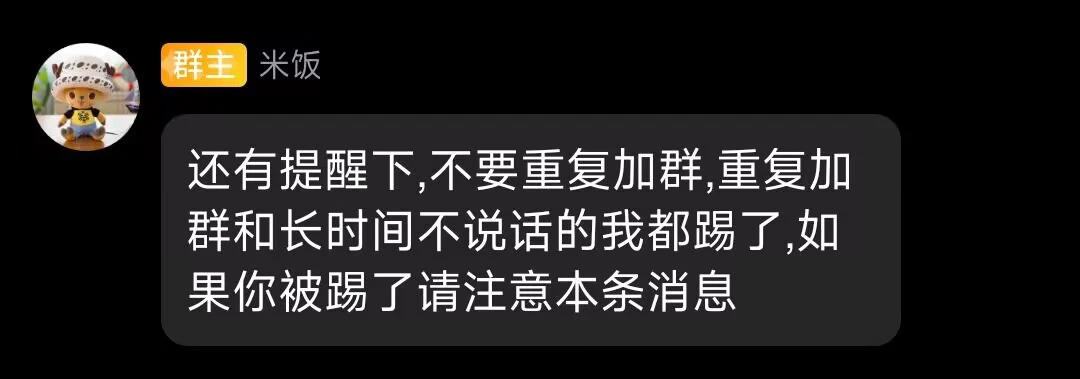 群主 米饭
还有提醒下,不要重复加群,重复加
群和长时间不说话的我都踢了,如
果你被踢了请注意本条消息